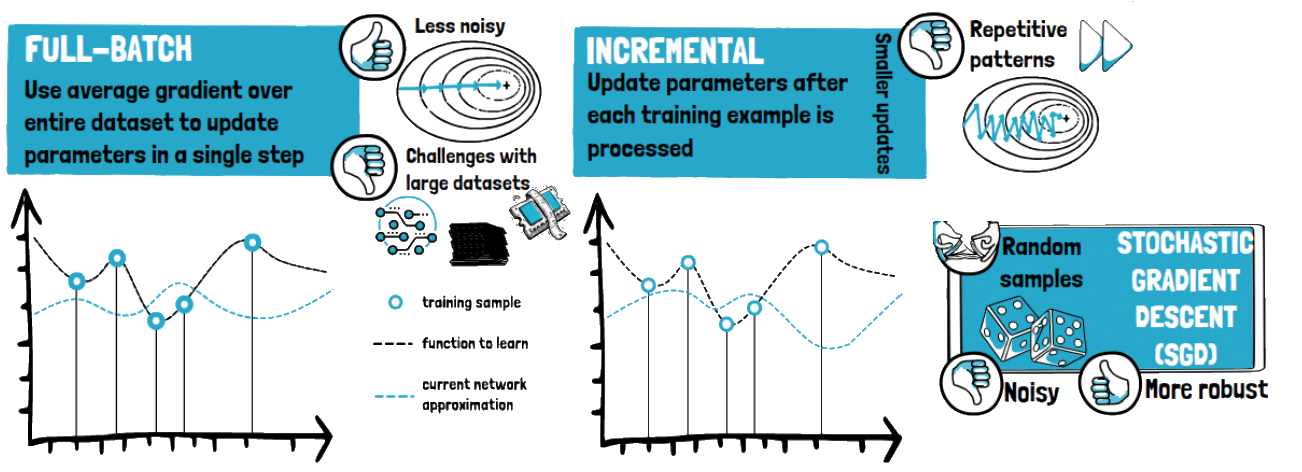 FULL-BATCH
Use average gradient over
entire dataset to update
parameters in a single step
Less noisy
Challenges with
large datasets
training sample
function to learn
current network
approximation
INCREMENTAL
Update parameters after
each training example is
processed
Smaller updates
Repetitive
patterns
Random
samples
STOCHASTIC
GRADIENT
DESCENT
(SGD)
Noisy
More robust